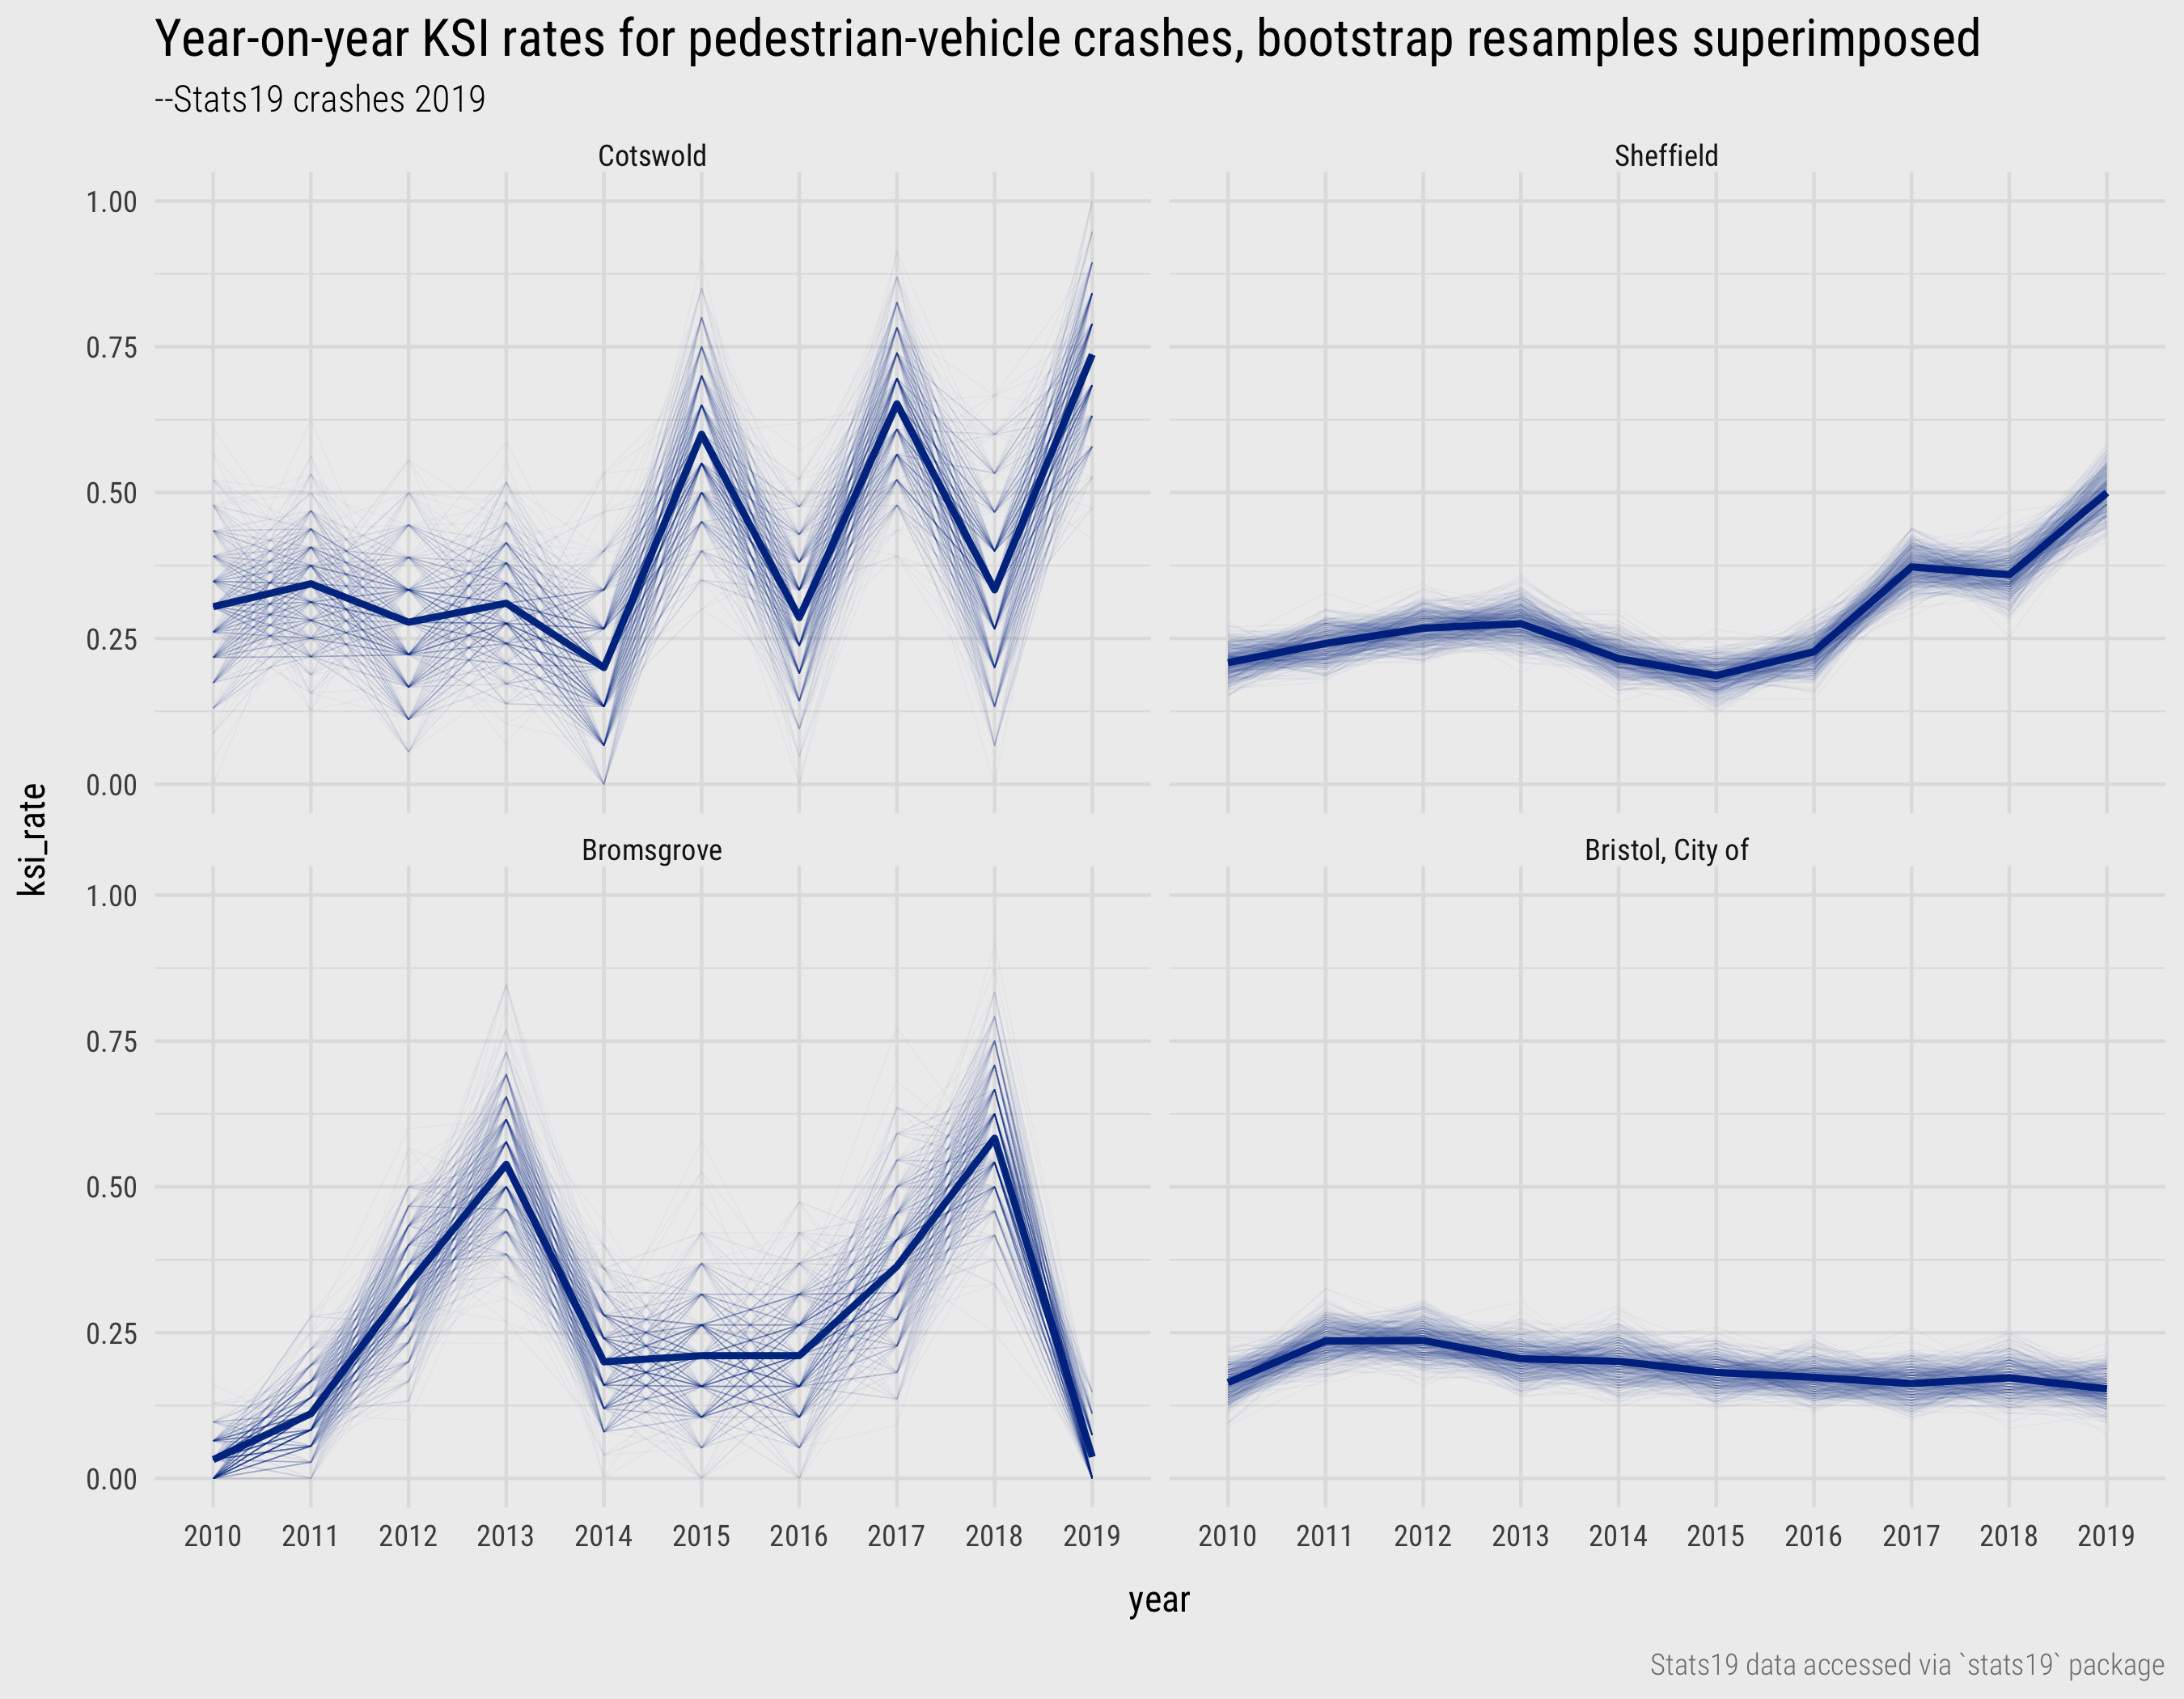 Year-on-year KSI rates for pedestrian-vehicle crashes, bootstrap resamples superimposed
--Stats19 crashes 2019
Cotswold
Sheffield
1.00
0.75
0.50
0.25
0.00
ksi_rate
Bromsgrove
Bristol, City of
1.00
0.75
0.50
0.25
0.00
2010 2011 2012 2013 2014 2015 2016 2017 2018 2019
2010 2011 2012 2013 2014 2015 2016 2017 2018 2019
year
Stats19 data accessed via `stats19` package